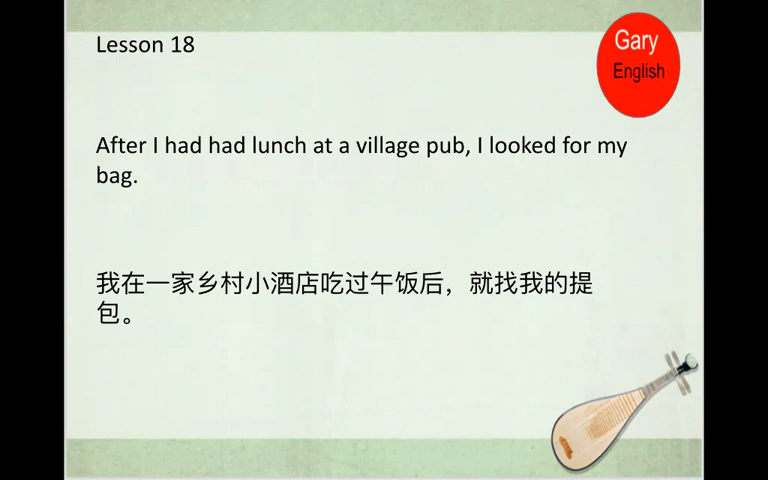 Lesson 18
Gary
English
After I had had lunch at a village pub, I looked for my
bag.
我在一家乡村小酒店吃过午饭后，就找我的提
包。